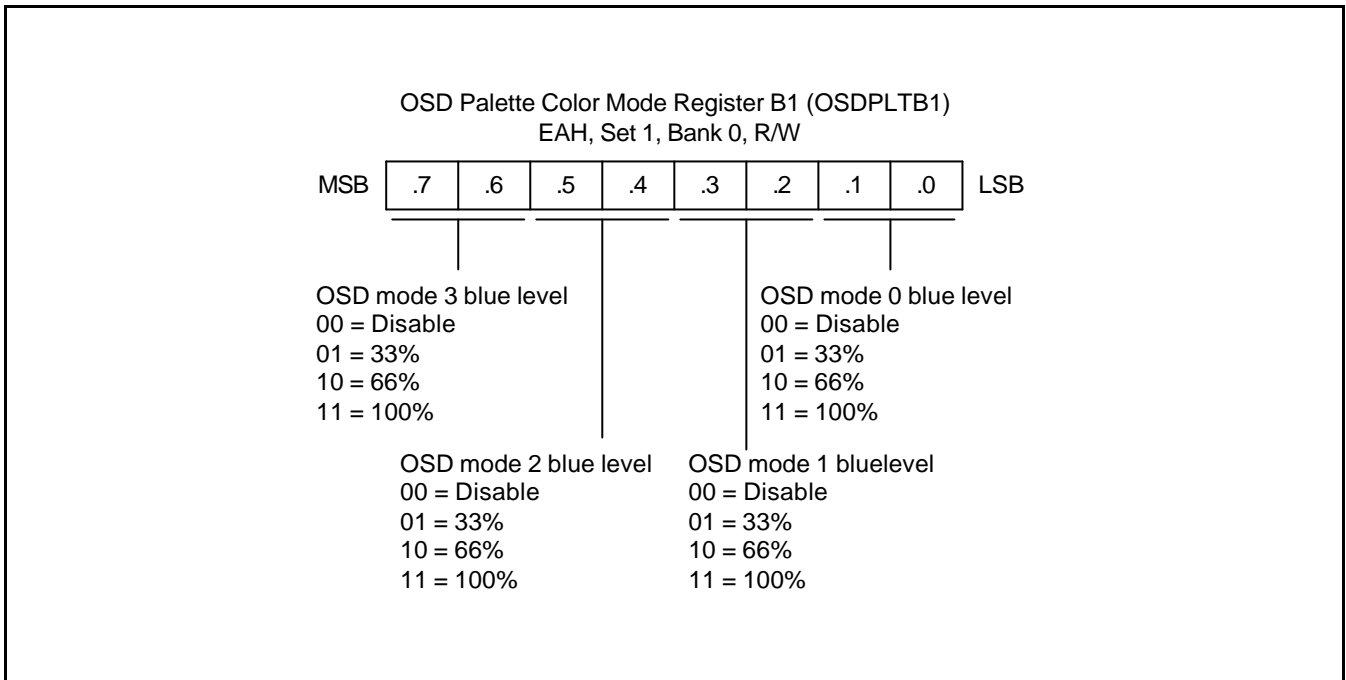 OSD Palette Color Mode Register B1 (OSDPLTB1)
EAH, Set 1, Bank 0, R/W
MSB .7 .6 .5 .4 .3 .2 .1 .0 LSB
OSD mode 3 blue level
00 = Disable
01 = 33%
10 = 66%
11 = 100%
OSD mode 0 blue level
00 = Disable
01 = 33%
10 = 66%
11 = 100%
OSD mode 2 blue level
00 = Disable
01 = 33%
10 = 66%
11 = 100%
OSD mode 1 bluelevel
00 = Disable
01 = 33%
10 = 66%
11 = 100%